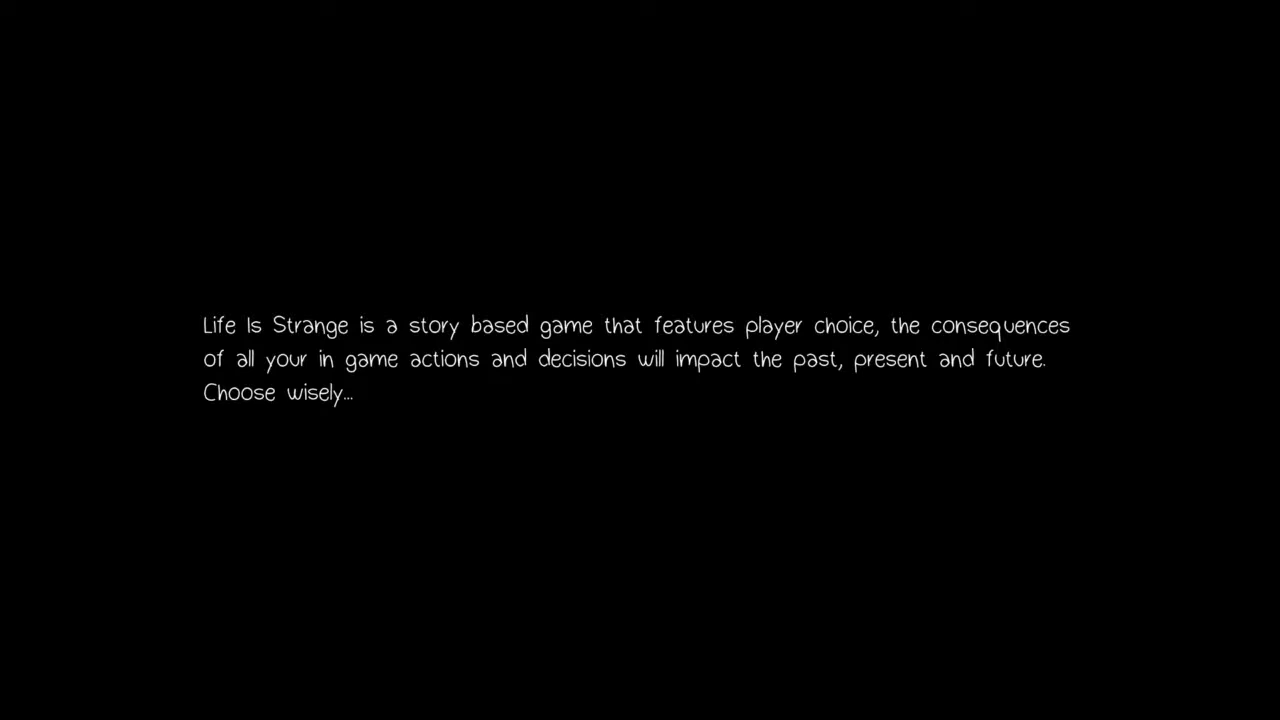 Life Is Strange is a story based game that features player choice, the consequences
of all your in game actions and decisions will impact the past, present and future.
Choose wisely...